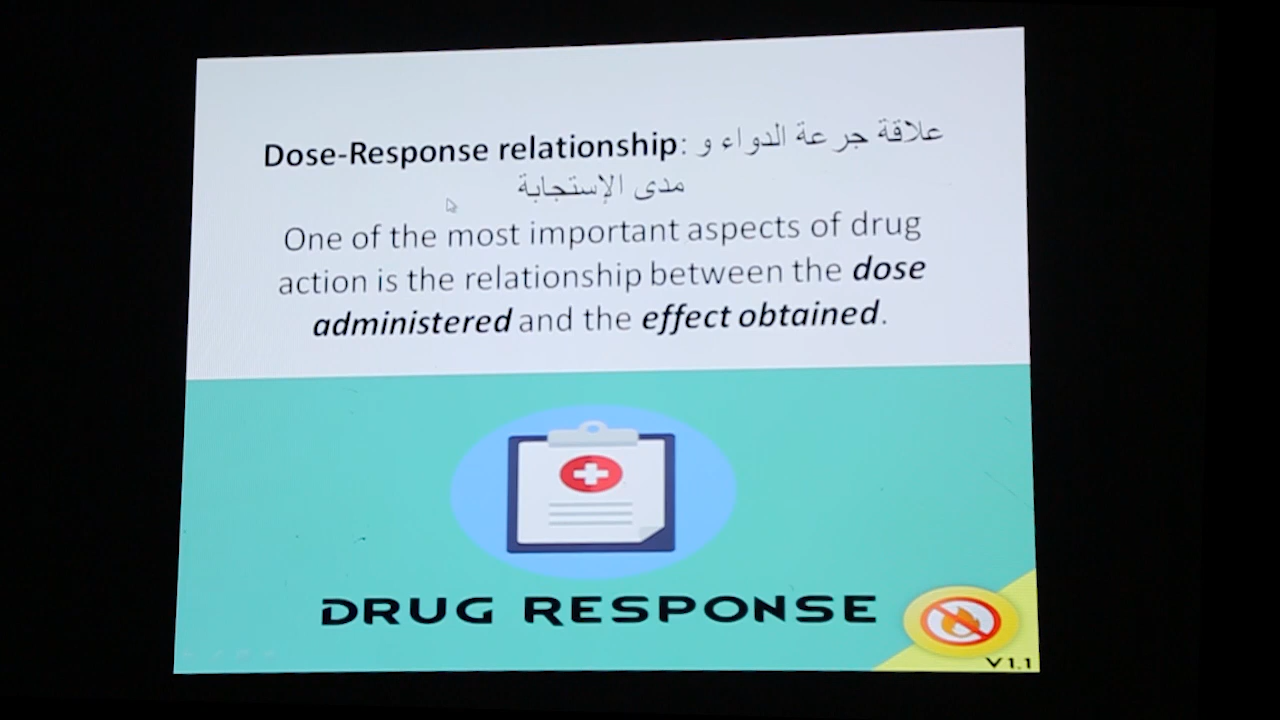 Dose-Response relationship: علاقة جرعة الدواء و
مدى الإستجابة
One of the most important aspects of drug
action is the relationship between the dose
administered and the effect obtained.
DRUG RESPONSE
V 1.1